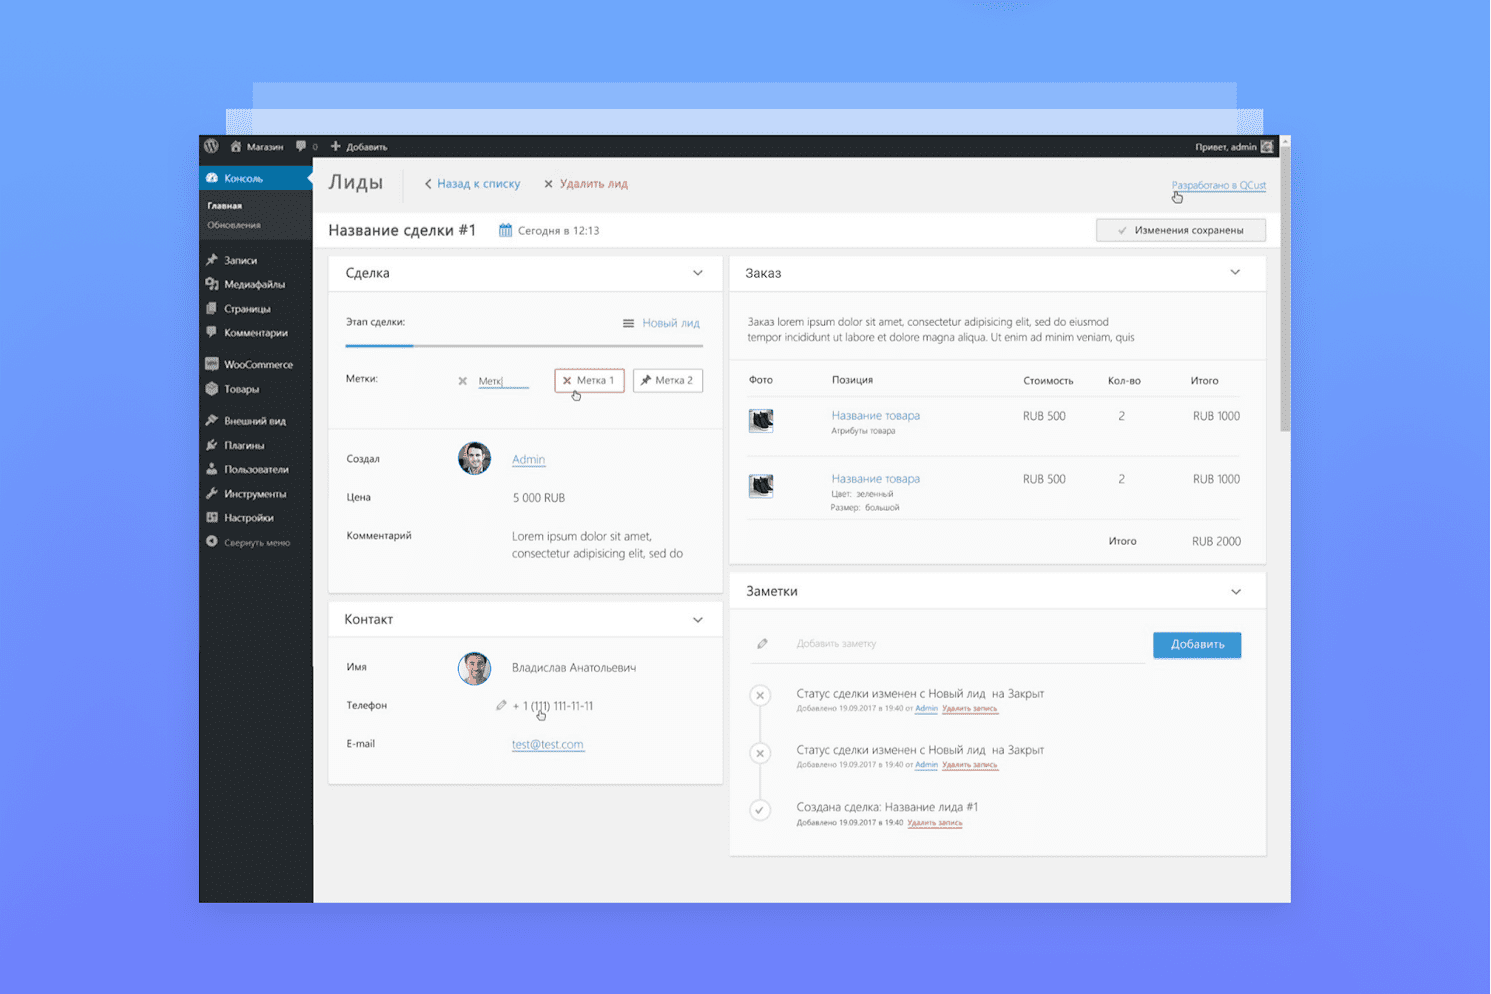 Магазин
0
Добавить
Привет, admin
Консоль
Главная
Обновления
Записи
Медиафайлы
Страницы
Комментарии
WooCommerce
Товары
Внешний вид
Плагины
Пользователи
Инструменты
Настройки
Свернуть меню
Лиды
Назад к списку
Удалить лид
Разработано в QCust
Название сделки #1
Сегодня в 12:13
Изменения сохранены
Сделка
Этап сделки:
Новый лид
Метки:
Метк
Метка 1
Метка 2
Создал
Admin
Цена
5 000 RUB
Комментарий
Lorem ipsum dolor sit amet,
consectetur adipisicing elit, sed do
Контакт
Имя
Владислав Анатольевич
Телефон
+ 1 (111) 111-11-11
E-mail
test@test.com
Заказ
Заказ lorem ipsum dolor sit amet, consectetur adipisicing elit, sed do eiusmod
tempor incididunt ut labore et dolore magna aliqua. Ut enim ad minim veniam, quis
Фото Позиция Стоимость Кол-во Итого
Название товара RUB 500 2 RUB 1000
Атрибуты товара
Название товара RUB 500 2 RUB 1000
Цвет: зеленный
Размер: большой
Итого RUB 2000
Заметки
Добавить заметку
Добавить
Статус сделки изменен с Новый лид на Закрыт
Добавлено 19.09.2017 в 19:40 от Admin Удалить запись
Статус сделки изменен с Новый лид на Закрыт
Добавлено 19.09.2017 в 19:40 от Admin Удалить запись
Создана сделка: Название лида #1
Добавлено 19.09.2017 в 19:40 Удалить запись